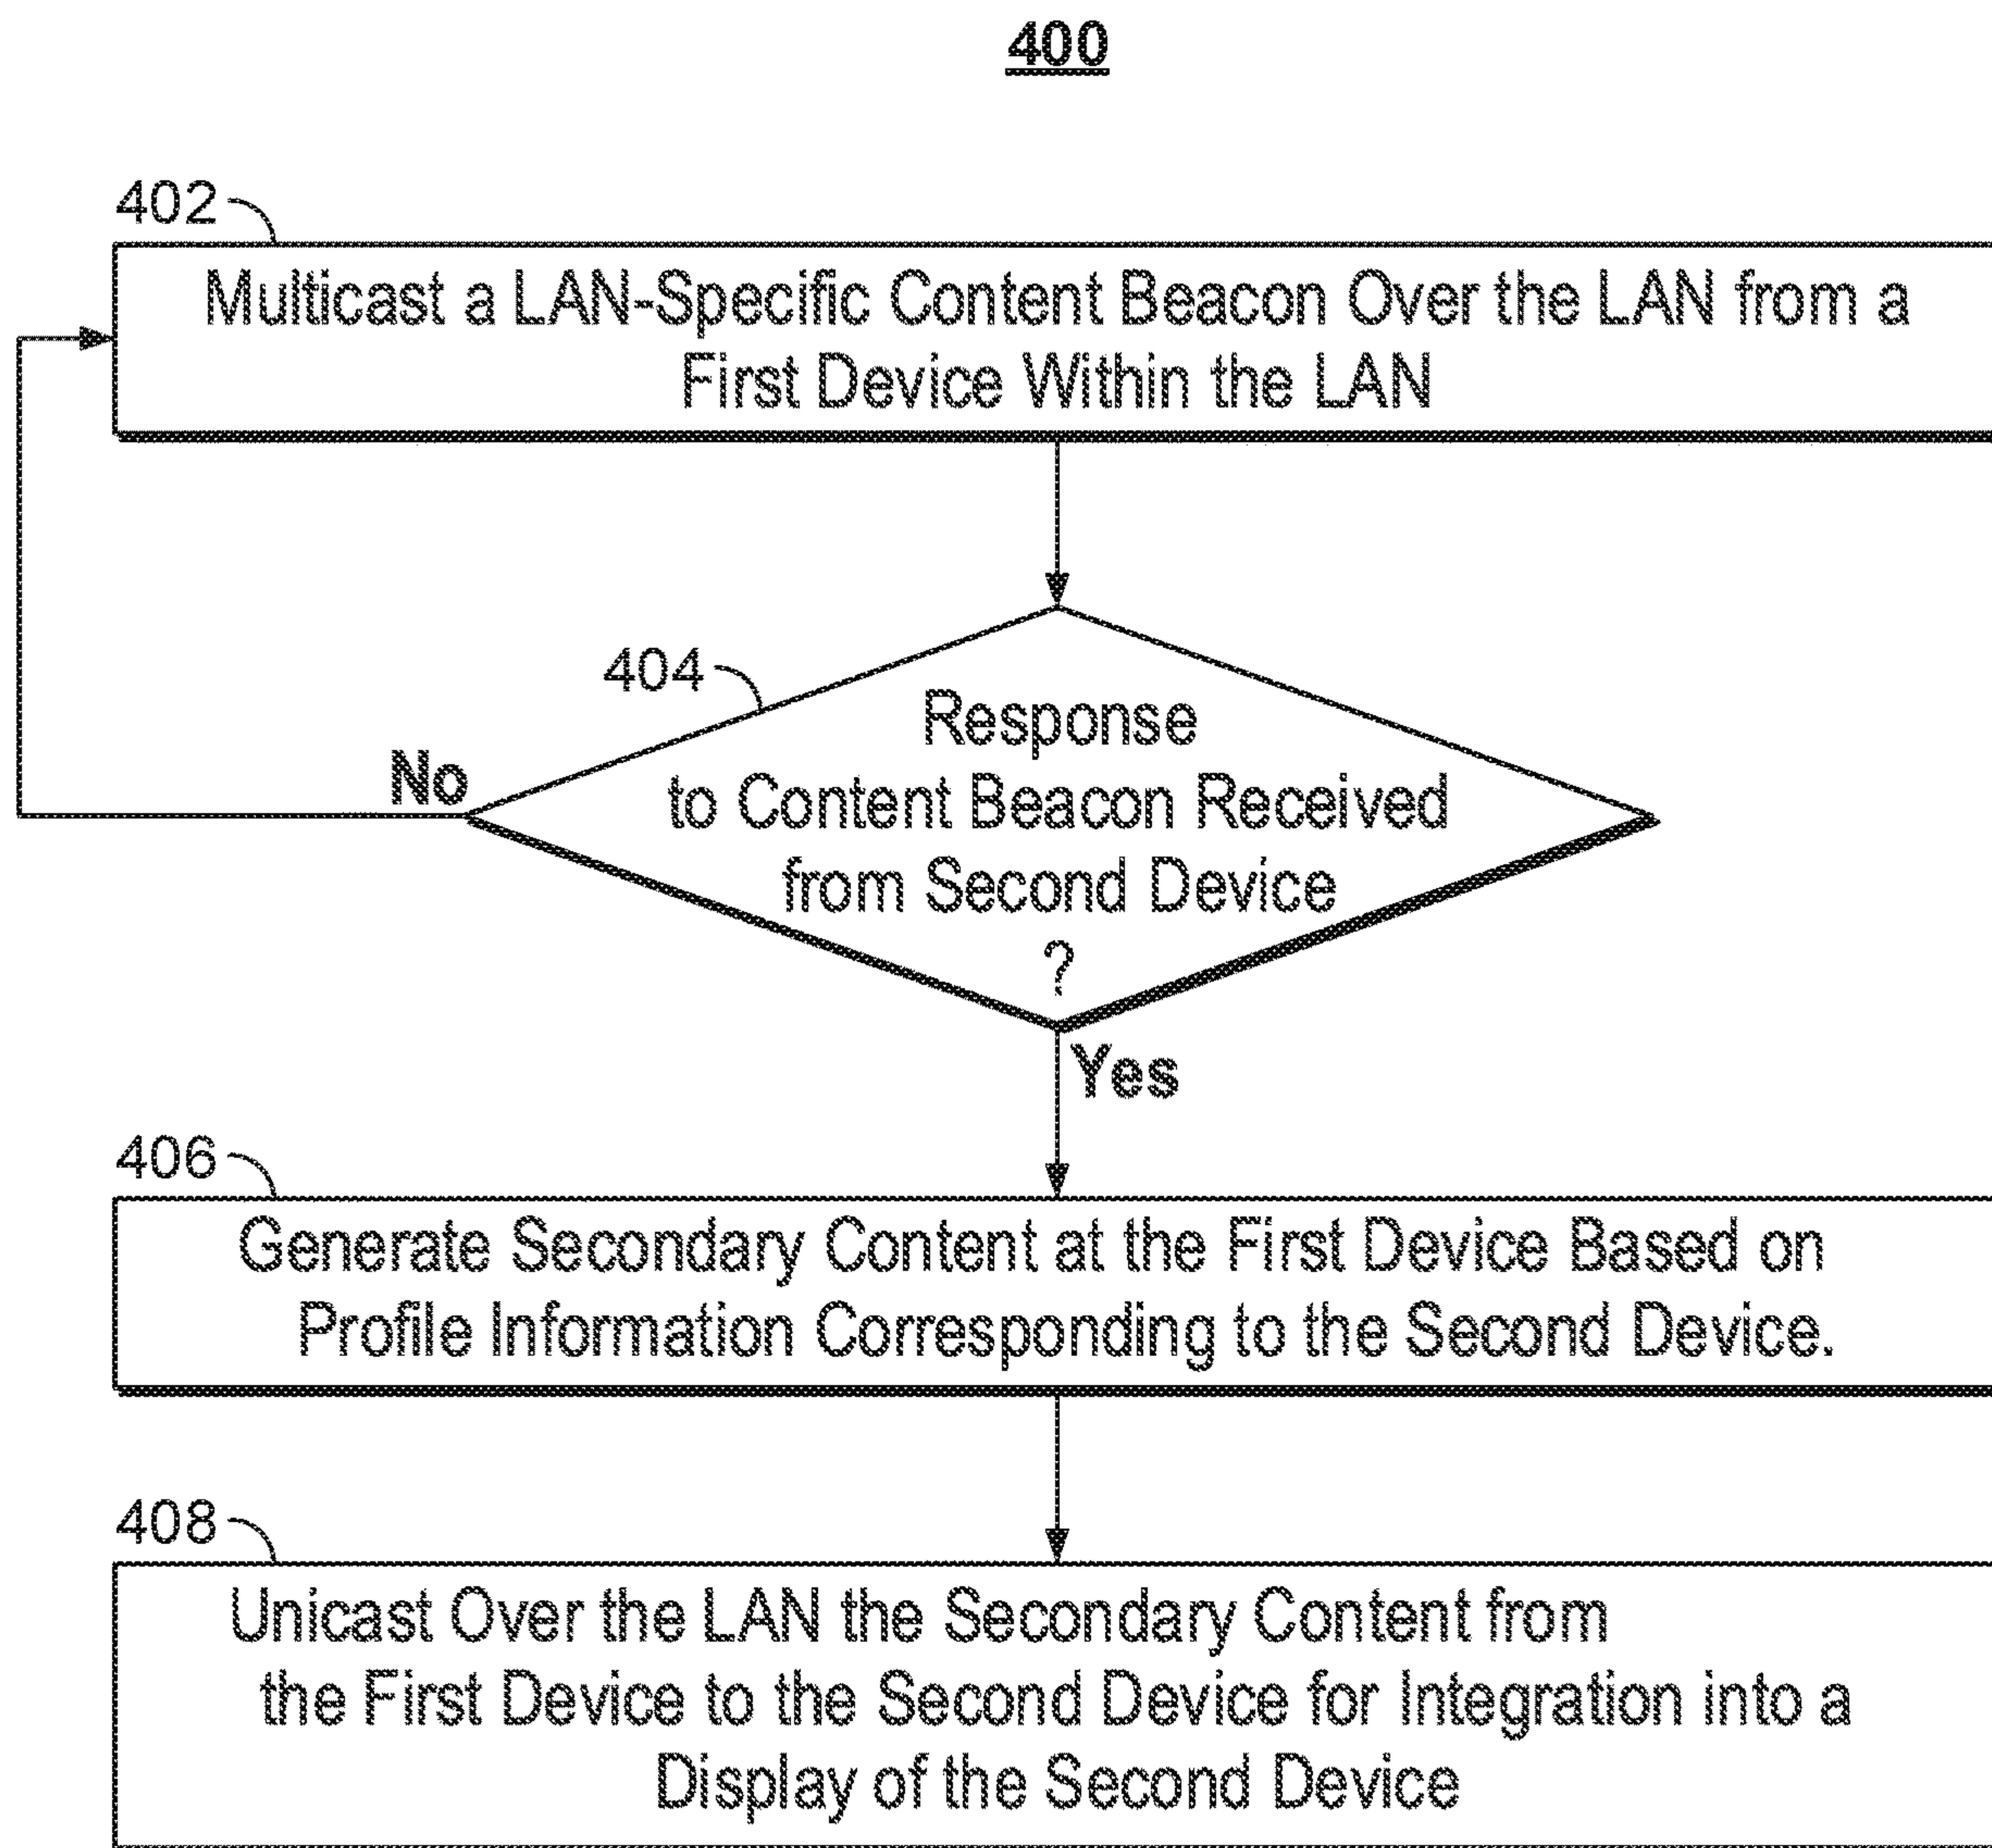 400
402
Multicast a LAN-Specific Content Beacon Over the LAN from a
First Device Within the LAN
404
Response
to Content Beacon Received
from Second Device
?
No
Yes
406
Generate Secondary Content at the First Device Based on
Profile Information Corresponding to the Second Device.
408
Unicast Over the LAN the Secondary Content from
the First Device to the Second Device for Integration into a
Display of the Second Device